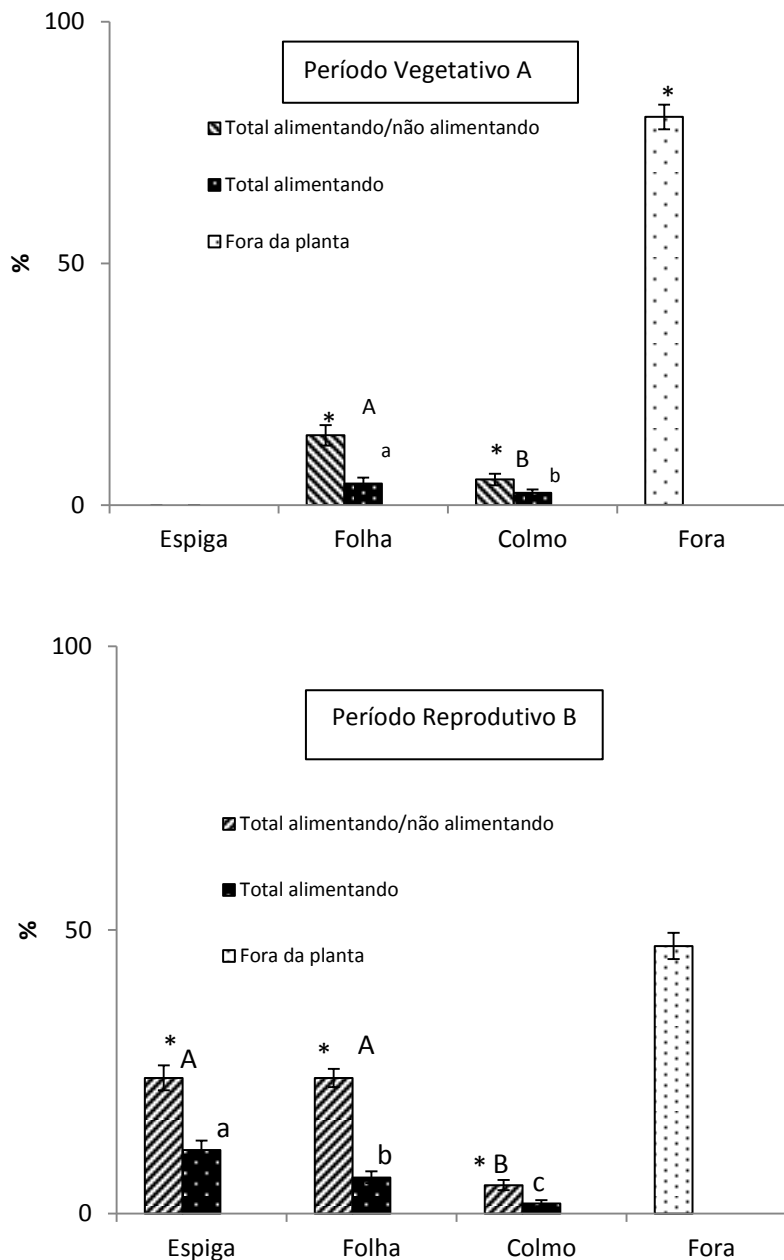 100
Período Vegetativo A
*
Total alimentando/não alimentando
Total alimentando
Fora da planta
50
%
* A
a
* B
b
0
Espiga Folha Colmo Fora
100
Período Reprodutivo B
Total alimentando/não alimentando
Total alimentando
Fora da planta
50
%
* A
a
* A
b
* B
c
0
Espiga Folha Colmo Fora